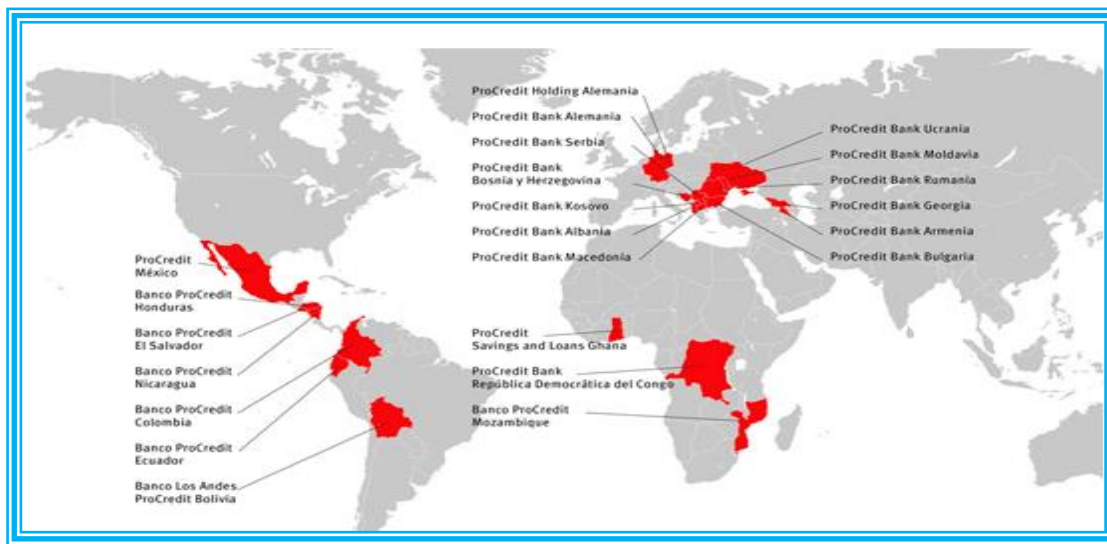 ProCredit Holding Alemania
ProCredit Bank Alemania
ProCredit Bank Serbia
ProCredit Bank
Bosnia y Herzegovina
ProCredit Bank Kosovo
ProCredit Bank Albania
ProCredit Bank Macedonia
ProCredit Bank Ucrania
ProCredit Bank Moldavia
ProCredit Bank Rumania
ProCredit Bank Georgia
ProCredit Bank Armenia
ProCredit Bank Bulgaria
ProCredit
México
Banco ProCredit
Honduras
Banco ProCredit
El Salvador
Banco ProCredit
Nicaragua
Banco ProCredit
Colombia
Banco ProCredit
Ecuador
Banco Los Andes
ProCredit Bolivia
ProCredit
Savings and Loans Ghana
ProCredit Bank
República Democrática del Congo
Banco ProCredit
Mozambique